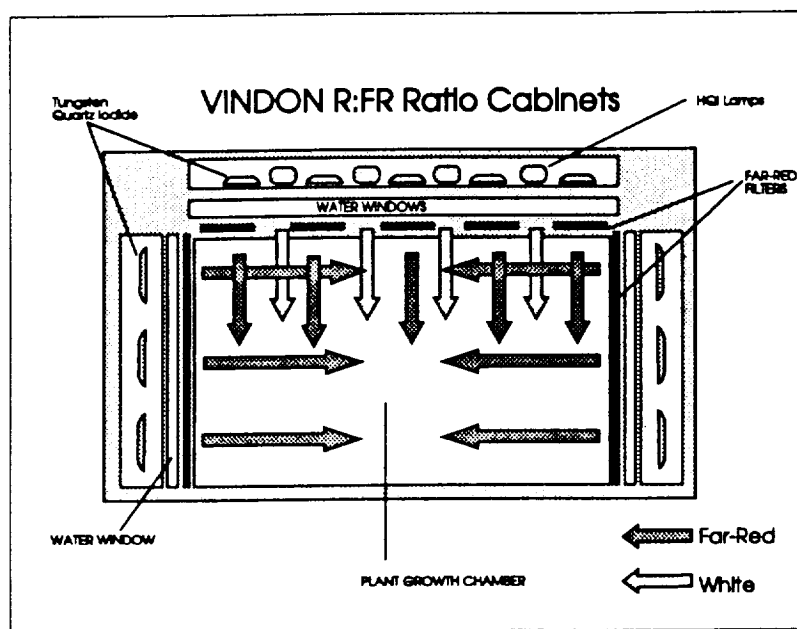 VINDON R:FR Ratio Cabinets
Tungsten
Quartz Iodide
HQI Lamps
FAR-RED
FILTERS
WATER WINDOWS
WATER WINDOW
PLANT GROWTH CHAMBER
Far-Red
White